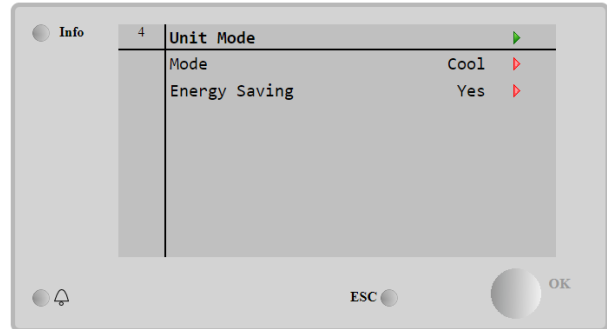 Info
4 Unit Mode
Mode Cool
Energy Saving Yes
ESC
OK